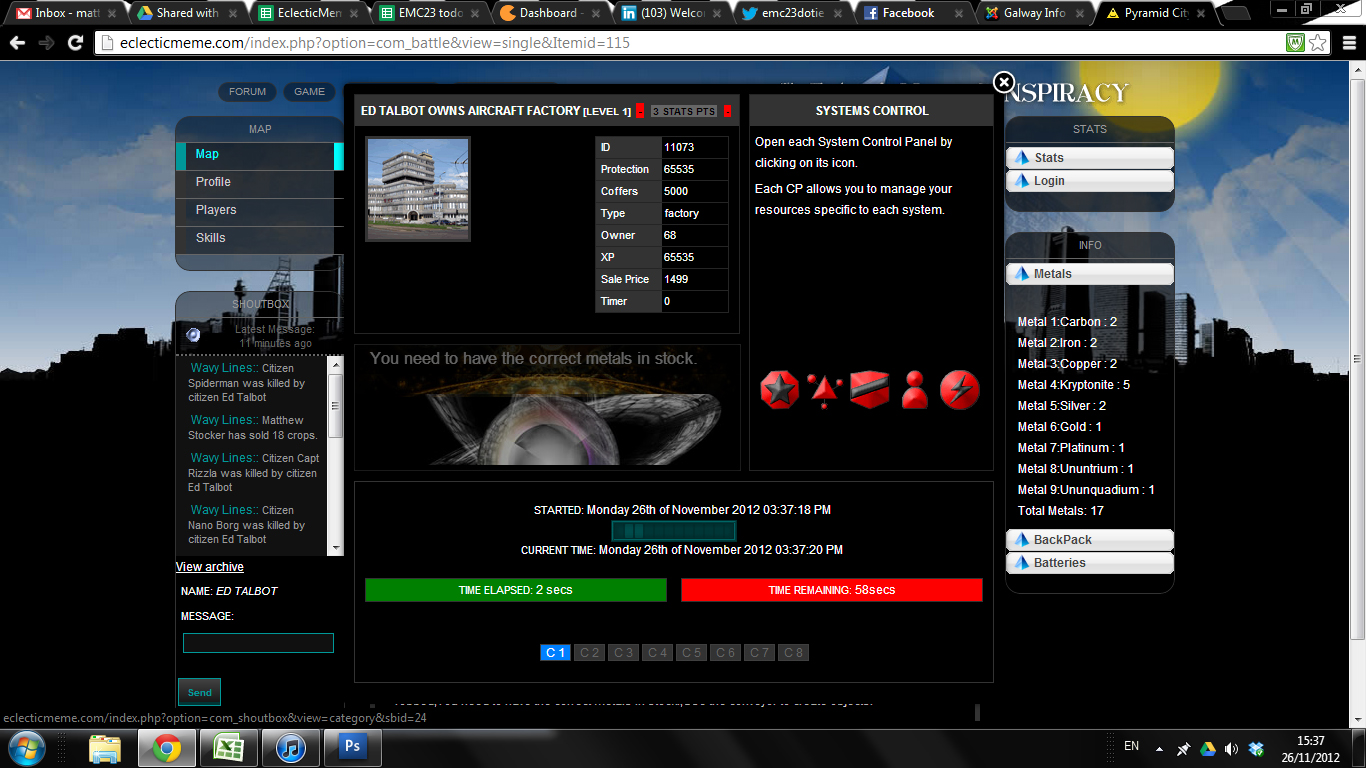 Inbox - matt
Shared with
EclecticMem
EMC23 todo
Dashboard -
(103) Welcom
emc23dotie
Facebook
Galway Info
Pyramid City
eclecticmeme.com/index.php?option=com_battle&view=single&Itemid=115
FORUM
GAME
NSPIRACY
MAP
Map
Profile
Players
Skills
SHOUTBOX
Latest Message:
11 minutes ago
Wavy Lines:: Citizen
Spiderman was killed by
citizen Ed Talbot
Wavy Lines:: Matthew
Stocker has sold 18 crops.
Wavy Lines:: Citizen Capt
Rizzla was killed by citizen
Ed Talbot
Wavy Lines:: Citizen
Nano Borg was killed by
citizen Ed Talbot
View archive
NAME: ED TALBOT
MESSAGE:
Send
ED TALBOT OWNS AIRCRAFT FACTORY [LEVEL 1] - 3 STATS PTS -
ID 11073
Protection 65535
Coffers 5000
Type factory
Owner 68
XP 65535
Sale Price 1499
Timer 0
You need to have the correct metals in stock.
SYSTEMS CONTROL
Open each System Control Panel by
clicking on its icon.
Each CP allows you to manage your
resources specific to each system.
STARTED: Monday 26th of November 2012 03:37:18 PM
CURRENT TIME: Monday 26th of November 2012 03:37:20 PM
TIME ELAPSED: 2 secs
TIME REMAINING: 58secs
C 1 C 2 C 3 C 4 C 5 C 6 C 7 C 8
STATS
Stats
Login
INFO
Metals
Metal 1:Carbon : 2
Metal 2:Iron : 2
Metal 3:Copper : 2
Metal 4:Kryptonite : 5
Metal 5:Silver : 2
Metal 6:Gold : 1
Metal 7:Platinum : 1
Metal 8:Ununtrium : 1
Metal 9:Ununquadium : 1
Total Metals: 17
BackPack
Batteries
eclecticmeme.com/index.php?option=com_shoutbox&view=category&sbid=24
Ps
EN
15:37
26/11/2012